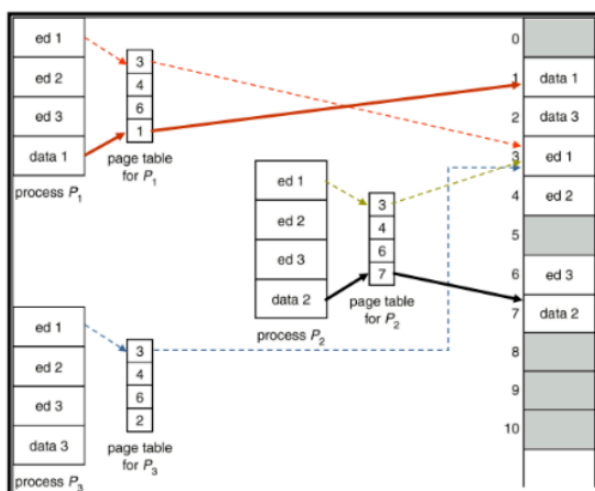 ed 1
ed 2
ed 3
data 1
process P1
3
4
6
1
page table
for P1
ed 1
ed 2
ed 3
data 2
process P2
3
4
6
7
page table
for P2
ed 1
ed 2
ed 3
data 3
process P3
3
4
6
2
page table
for P3
0
1 data 1
2 data 3
3 ed 1
4 ed 2
5
6 ed 3
7 data 2
8
9
10